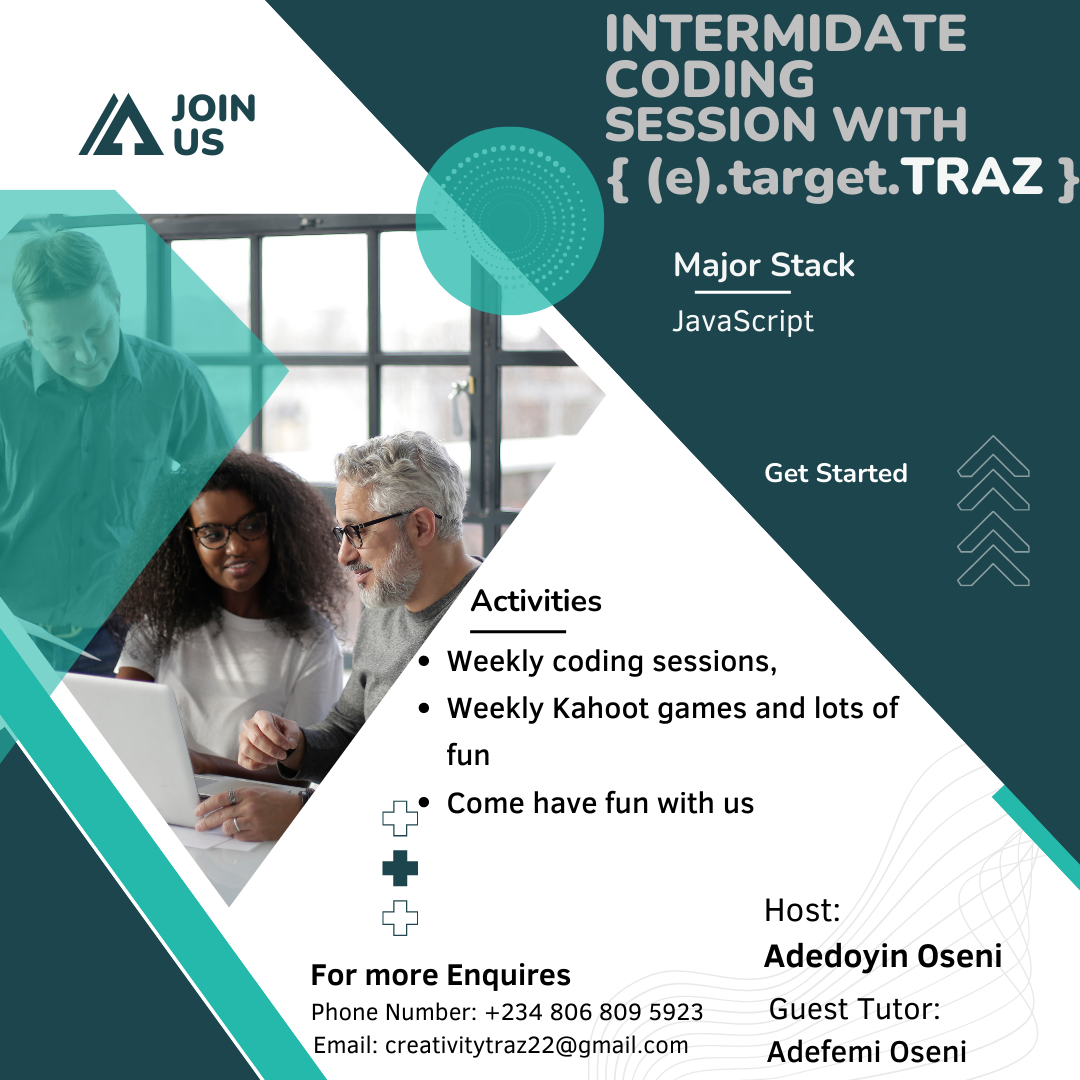 JOIN
US
INTERMIDATE
CODING
SESSION WITH
{ (e).target.TRAZ }
Major Stack
JavaScript
Get Started
Activities
• Weekly coding sessions,
• Weekly Kahoot games and lots of
fun
• Come have fun with us
For more Enquires
Phone Number: +234 806 809 5923
Email: creativitytraz22@gmail.com
Host:
Adedoyin Oseni
Guest Tutor:
Adefemi Oseni